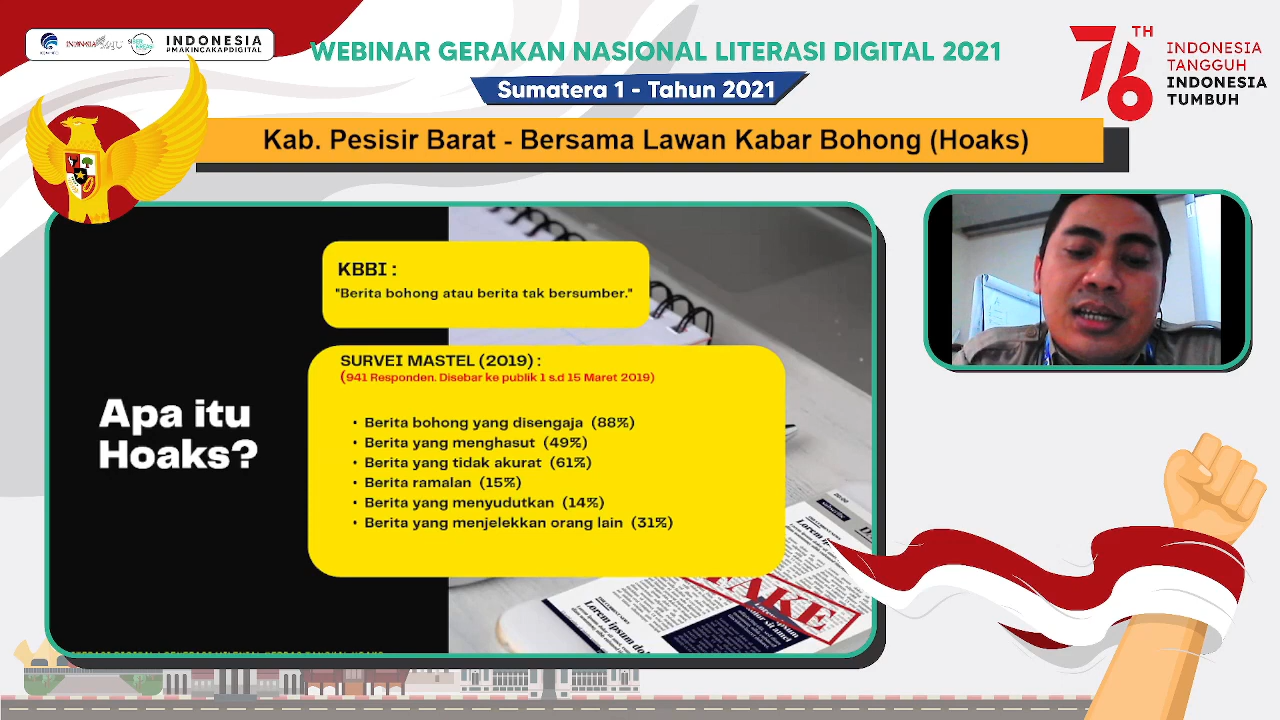 INDONESIA
#MAKINCAKAPDIGITAL
WEBINAR GERAKAN NASIONAL LITERASI DIGITAL 2021
Sumatera 1 - Tahun 2021
76TH
INDONESIA
TANGGUH
INDONESIA
TUMBUH
Kab. Pesisir Barat - Bersama Lawan Kabar Bohong (Hoaks)
Apa itu
Hoaks?
KBBI :
"Berita bohong atau berita tak bersumber."
SURVEI MASTEL (2019) :
(941 Responden. Disebar ke publik 1 s.d 15 Maret 2019)
• Berita bohong yang disengaja (88%)
• Berita yang menghasut (49%)
• Berita yang tidak akurat (61%)
• Berita ramalan (15%)
• Berita yang menyudutkan (14%)
• Berita yang menjelekkan orang lain (31%)
Lorem ipsum do